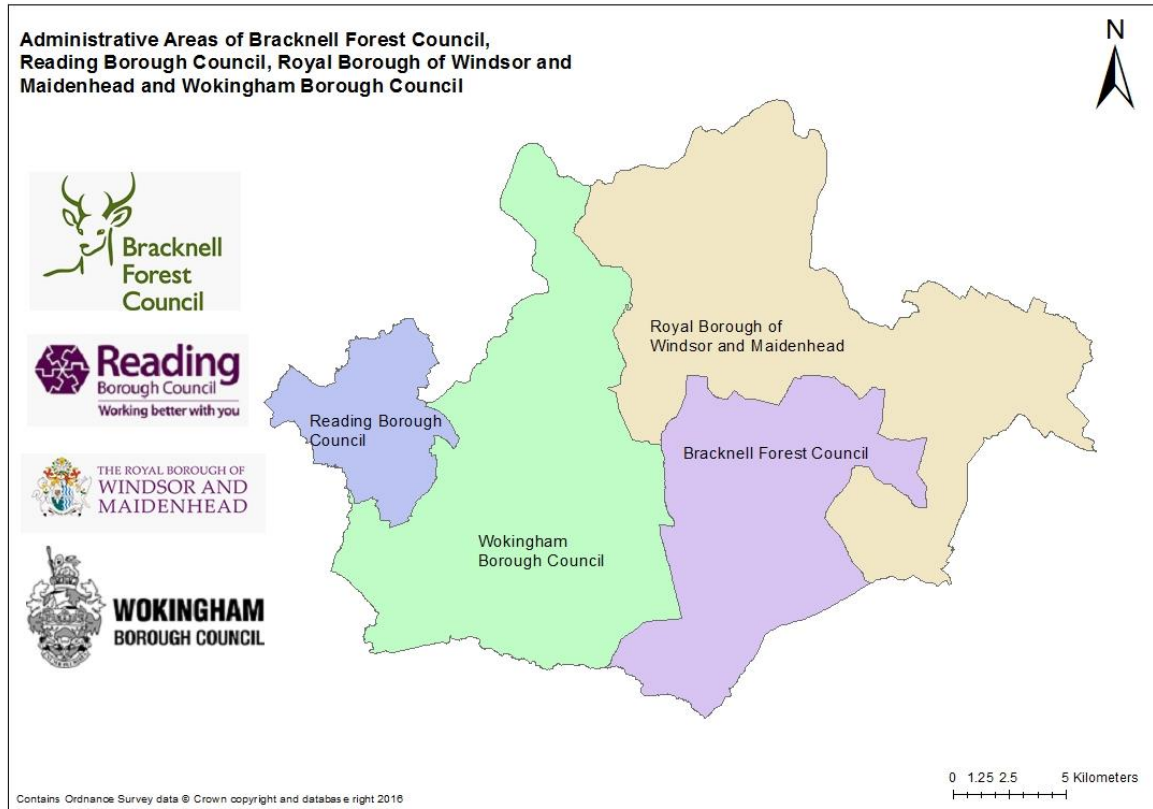 Administrative Areas of Bracknell Forest Council,
Reading Borough Council, Royal Borough of Windsor and
Maidenhead and Wokingham Borough Council
N
Bracknell
Forest
Council
Reading
Borough Council
Working better with you
THE ROYAL BOROUGH OF
WINDSOR AND
MAIDENHEAD
WOKINGHAM
BOROUGH COUNCIL
Royal Borough of
Windsor and Maidenhead
Reading Borough
Council
Bracknell Forest Council
Wokingham
Borough Council
0 1.25 2.5 5 Kilometers
Contains Ordnance Survey data © Crown copyright and database right 2016